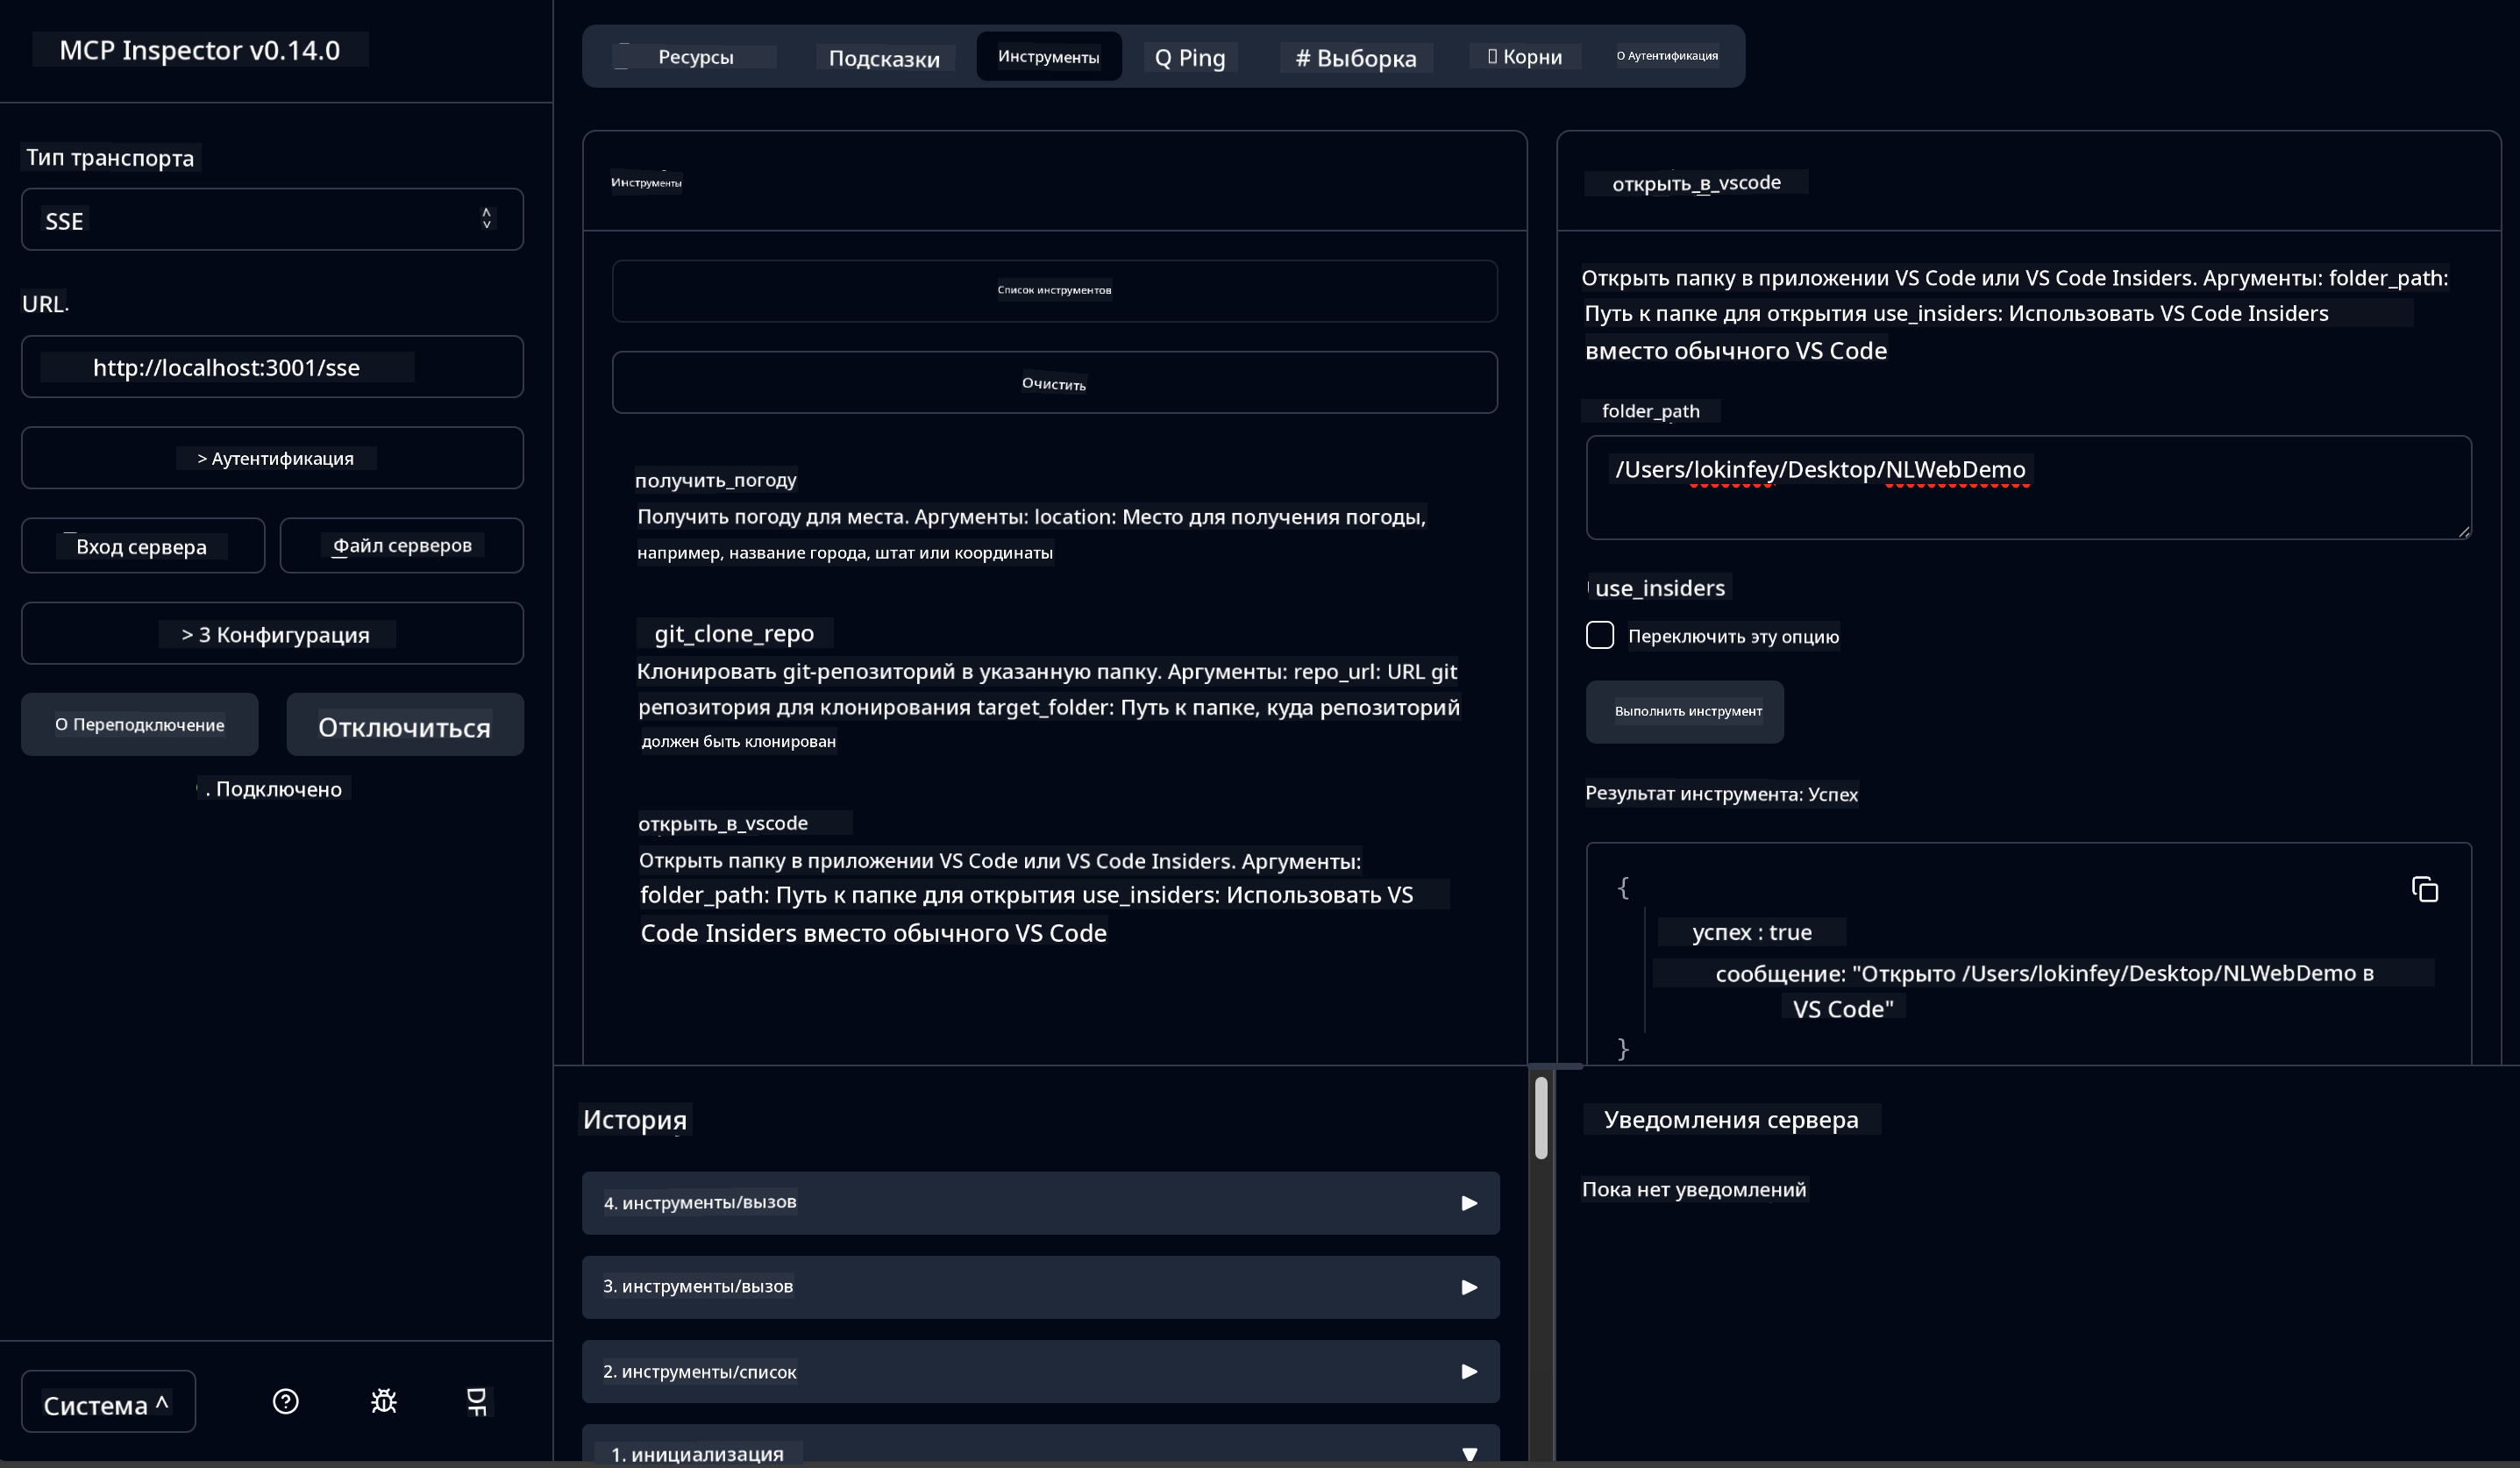 MCP Inspector v0.14.0
Тип транспорта
SSE
URL.
http://localhost:3001/sse
> Аутентификация
Вход сервера
Файл серверов
> 3 Конфигурация
О Переподключение
Отключиться
. Подключено
Система ^
DF
Ресурсы
Подсказки
Инструменты
Q Ping
# Выборка
Корни
О Аутентификация
Инструменты
Список инструментов
Очистить
получить_погоду
Получить погоду для места. Аргументы: location: Место для получения погоды,
например, название города, штат или координаты
git_clone_repo
Клонировать git-репозиторий в указанную папку. Аргументы: repo_url: URL git
репозитория для клонирования target_folder: Путь к папке, куда репозиторий
должен быть клонирован
открыть_в_vscode
Открыть папку в приложении VS Code или VS Code Insiders. Аргументы:
folder_path: Путь к папке для открытия use_insiders: Использовать VS
Code Insiders вместо обычного VS Code
открыть_в_vscode
Открыть папку в приложении VS Code или VS Code Insiders. Аргументы: folder_path:
Путь к папке для открытия use_insiders: Использовать VS Code Insiders
вместо обычного VS Code
folder_path
/Users/lokinfey/Desktop/NLWebDemo
use_insiders
Переключить эту опцию
Выполнить инструмент
Результат инструмента: Успех
{
успех : true
сообщение: "Открыто /Users/lokinfey/Desktop/NLWebDemo в
VS Code"
}
История
4. инструменты/вызов
3. инструменты/вызов
2. инструменты/список
1. инициализация
Уведомления сервера
Пока нет уведомлений